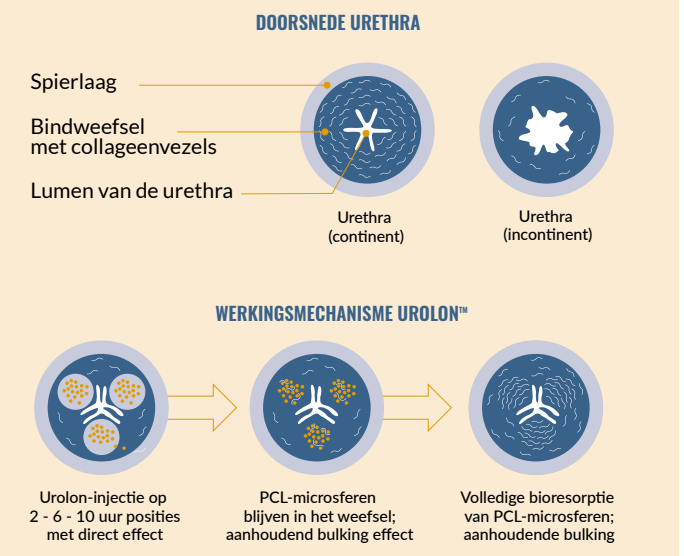 DOORSNEDE URETHRA
Spierlaag
Bindweefsel
met collageenvezels
Lumen van de urethra
Urethra
(continent)
Urethra
(incontinent)
WERKINGSMECHANISME UROLON™
Urolon-injectie op
2 - 6 - 10 uur posities
met direct effect
PCL-microsferen
blijven in het weefsel;
aanhoudend bulking effect
Volledige bioresorptie
van PCL-microsferen;
aanhoudende bulking